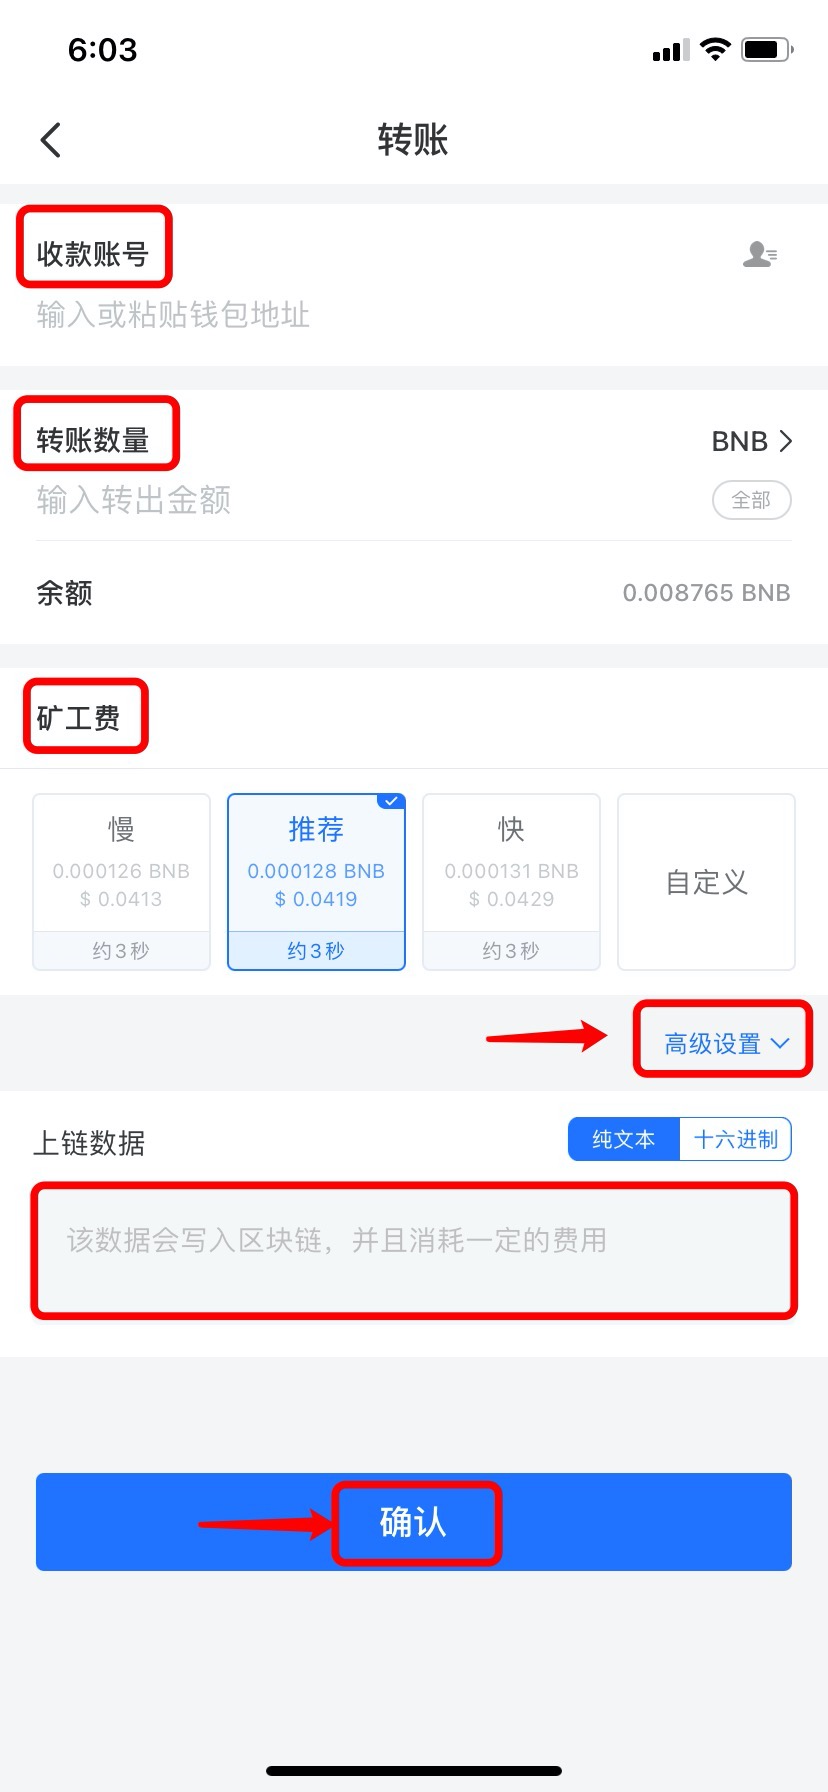 6:03
转账
收款账号
输入或粘贴钱包地址
转账数量
BNB
输入转出金额
全部
余额
0.008765 BNB
矿工费
慢
0.000126 BNB
$ 0.0413
约3秒
推荐
0.000128 BNB
$ 0.0419
约3秒
快
0.000131 BNB
$ 0.0429
约3秒
自定义
高级设置
上链数据
纯文本
十六进制
该数据会写入区块链，并且消耗一定的费用
确认